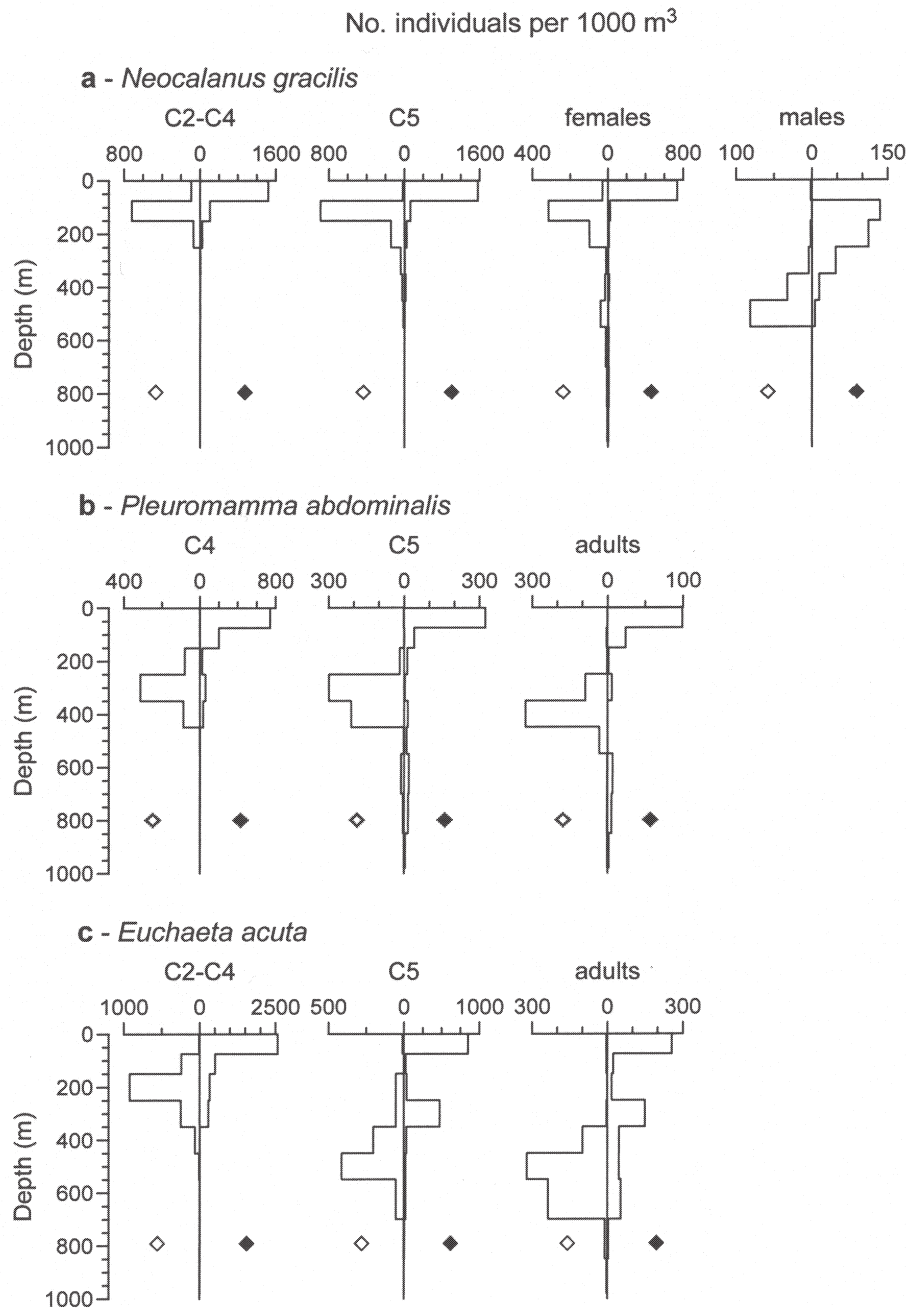 No. individuals per 1000 m³
a - Neocalanus gracilis
C2-C4 C5 females males
800 0 1600 800 0 1600 400 0 800 100 0 150
0
200
400
600
800
1000
Depth (m)
b - Pleuromamma abdominalis
C4 C5 adults
400 0 800 300 0 300 300 0 100
0
200
400
600
800
1000
Depth (m)
c - Euchaeta acuta
C2-C4 C5 adults
1000 0 2500 500 0 1000 300 0 300
0
200
400
600
800
1000
Depth (m)